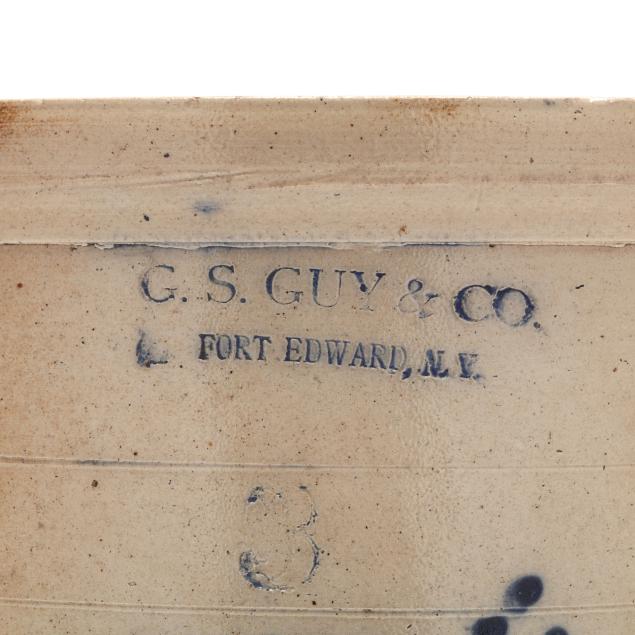 G. S. GUY & CO.
FORT EDWARD, N. Y.
3